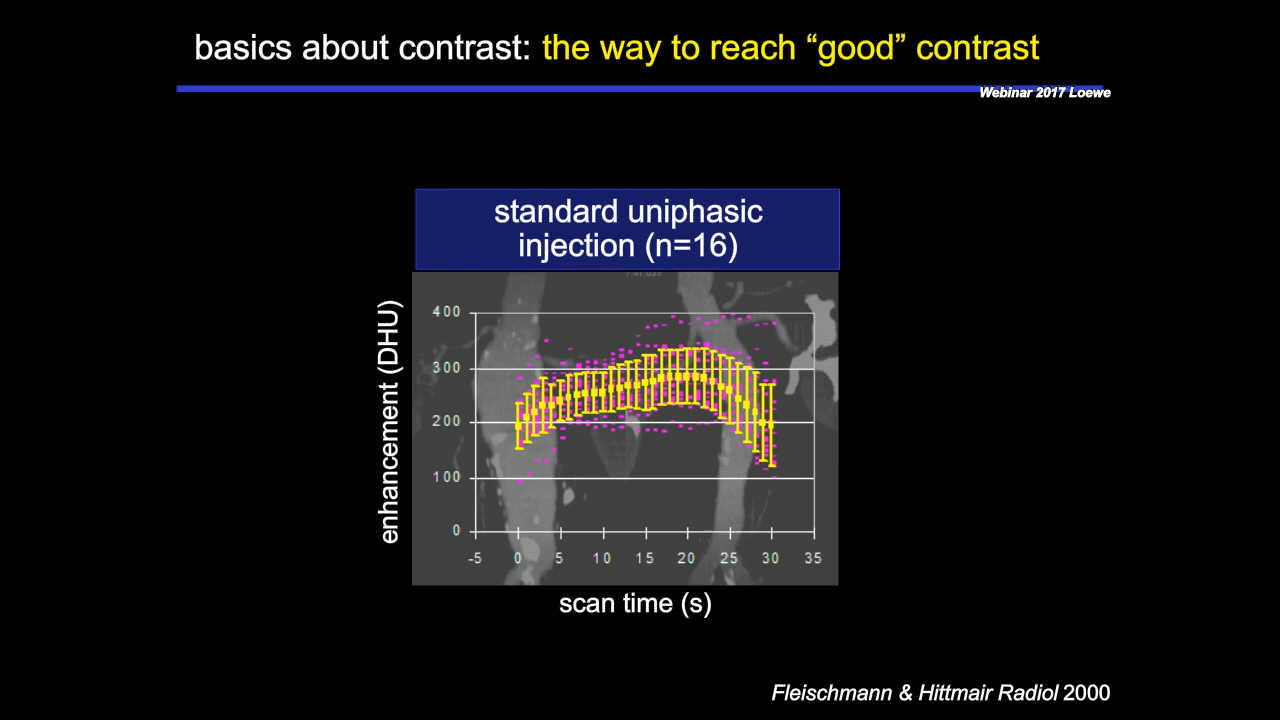 basics about contrast: the way to reach “good” contrast
Webinar 2017 Loewe
standard uniphasic
injection (n=16)
enhancement (DHU)
400
300
200
100
0
-5 0 5 10 15 20 25 30 35
scan time (s)
Fleischmann & Hittmair Radiol 2000